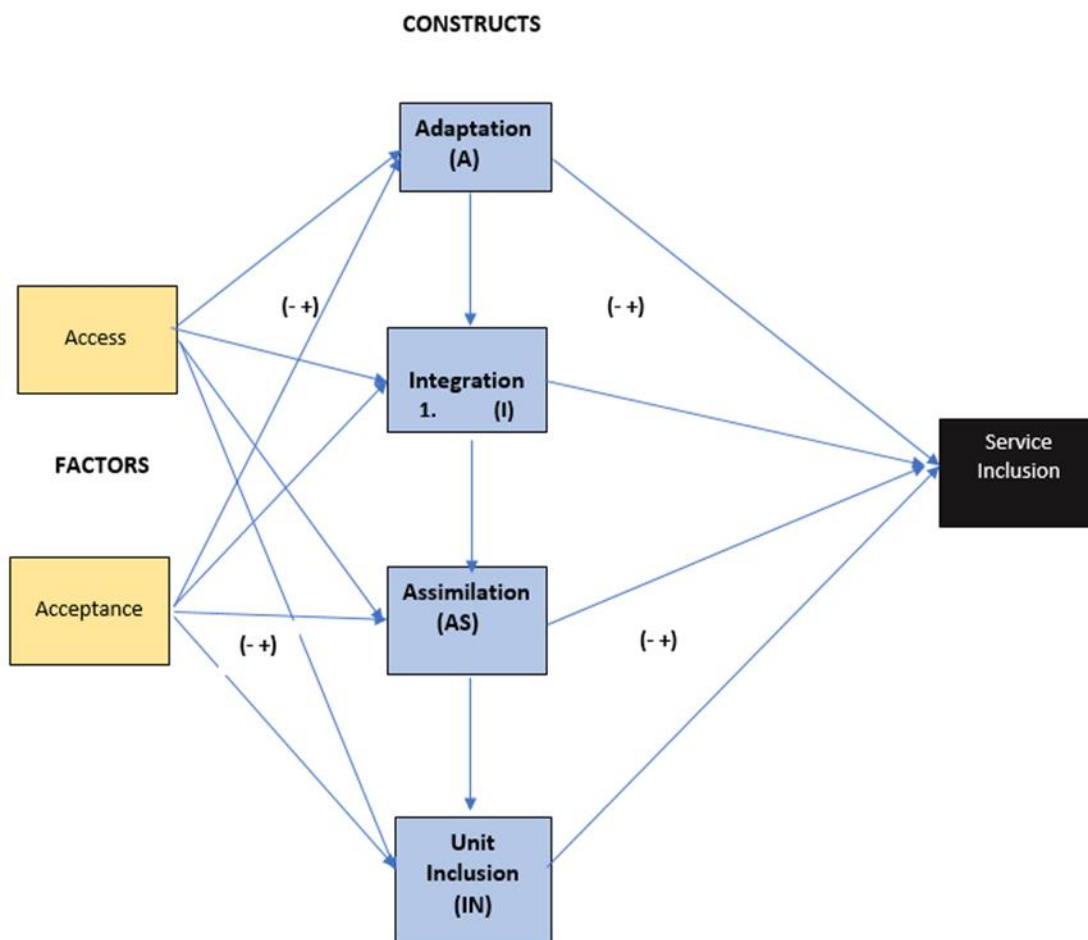 CONSTRUCTS
Adaptation
(A)
Access
(- +)
(- +)
Integration
1. (I)
Service
Inclusion
FACTORS
Acceptance
Assimilation
(AS)
(- +)
(- +)
Unit
Inclusion
(IN)